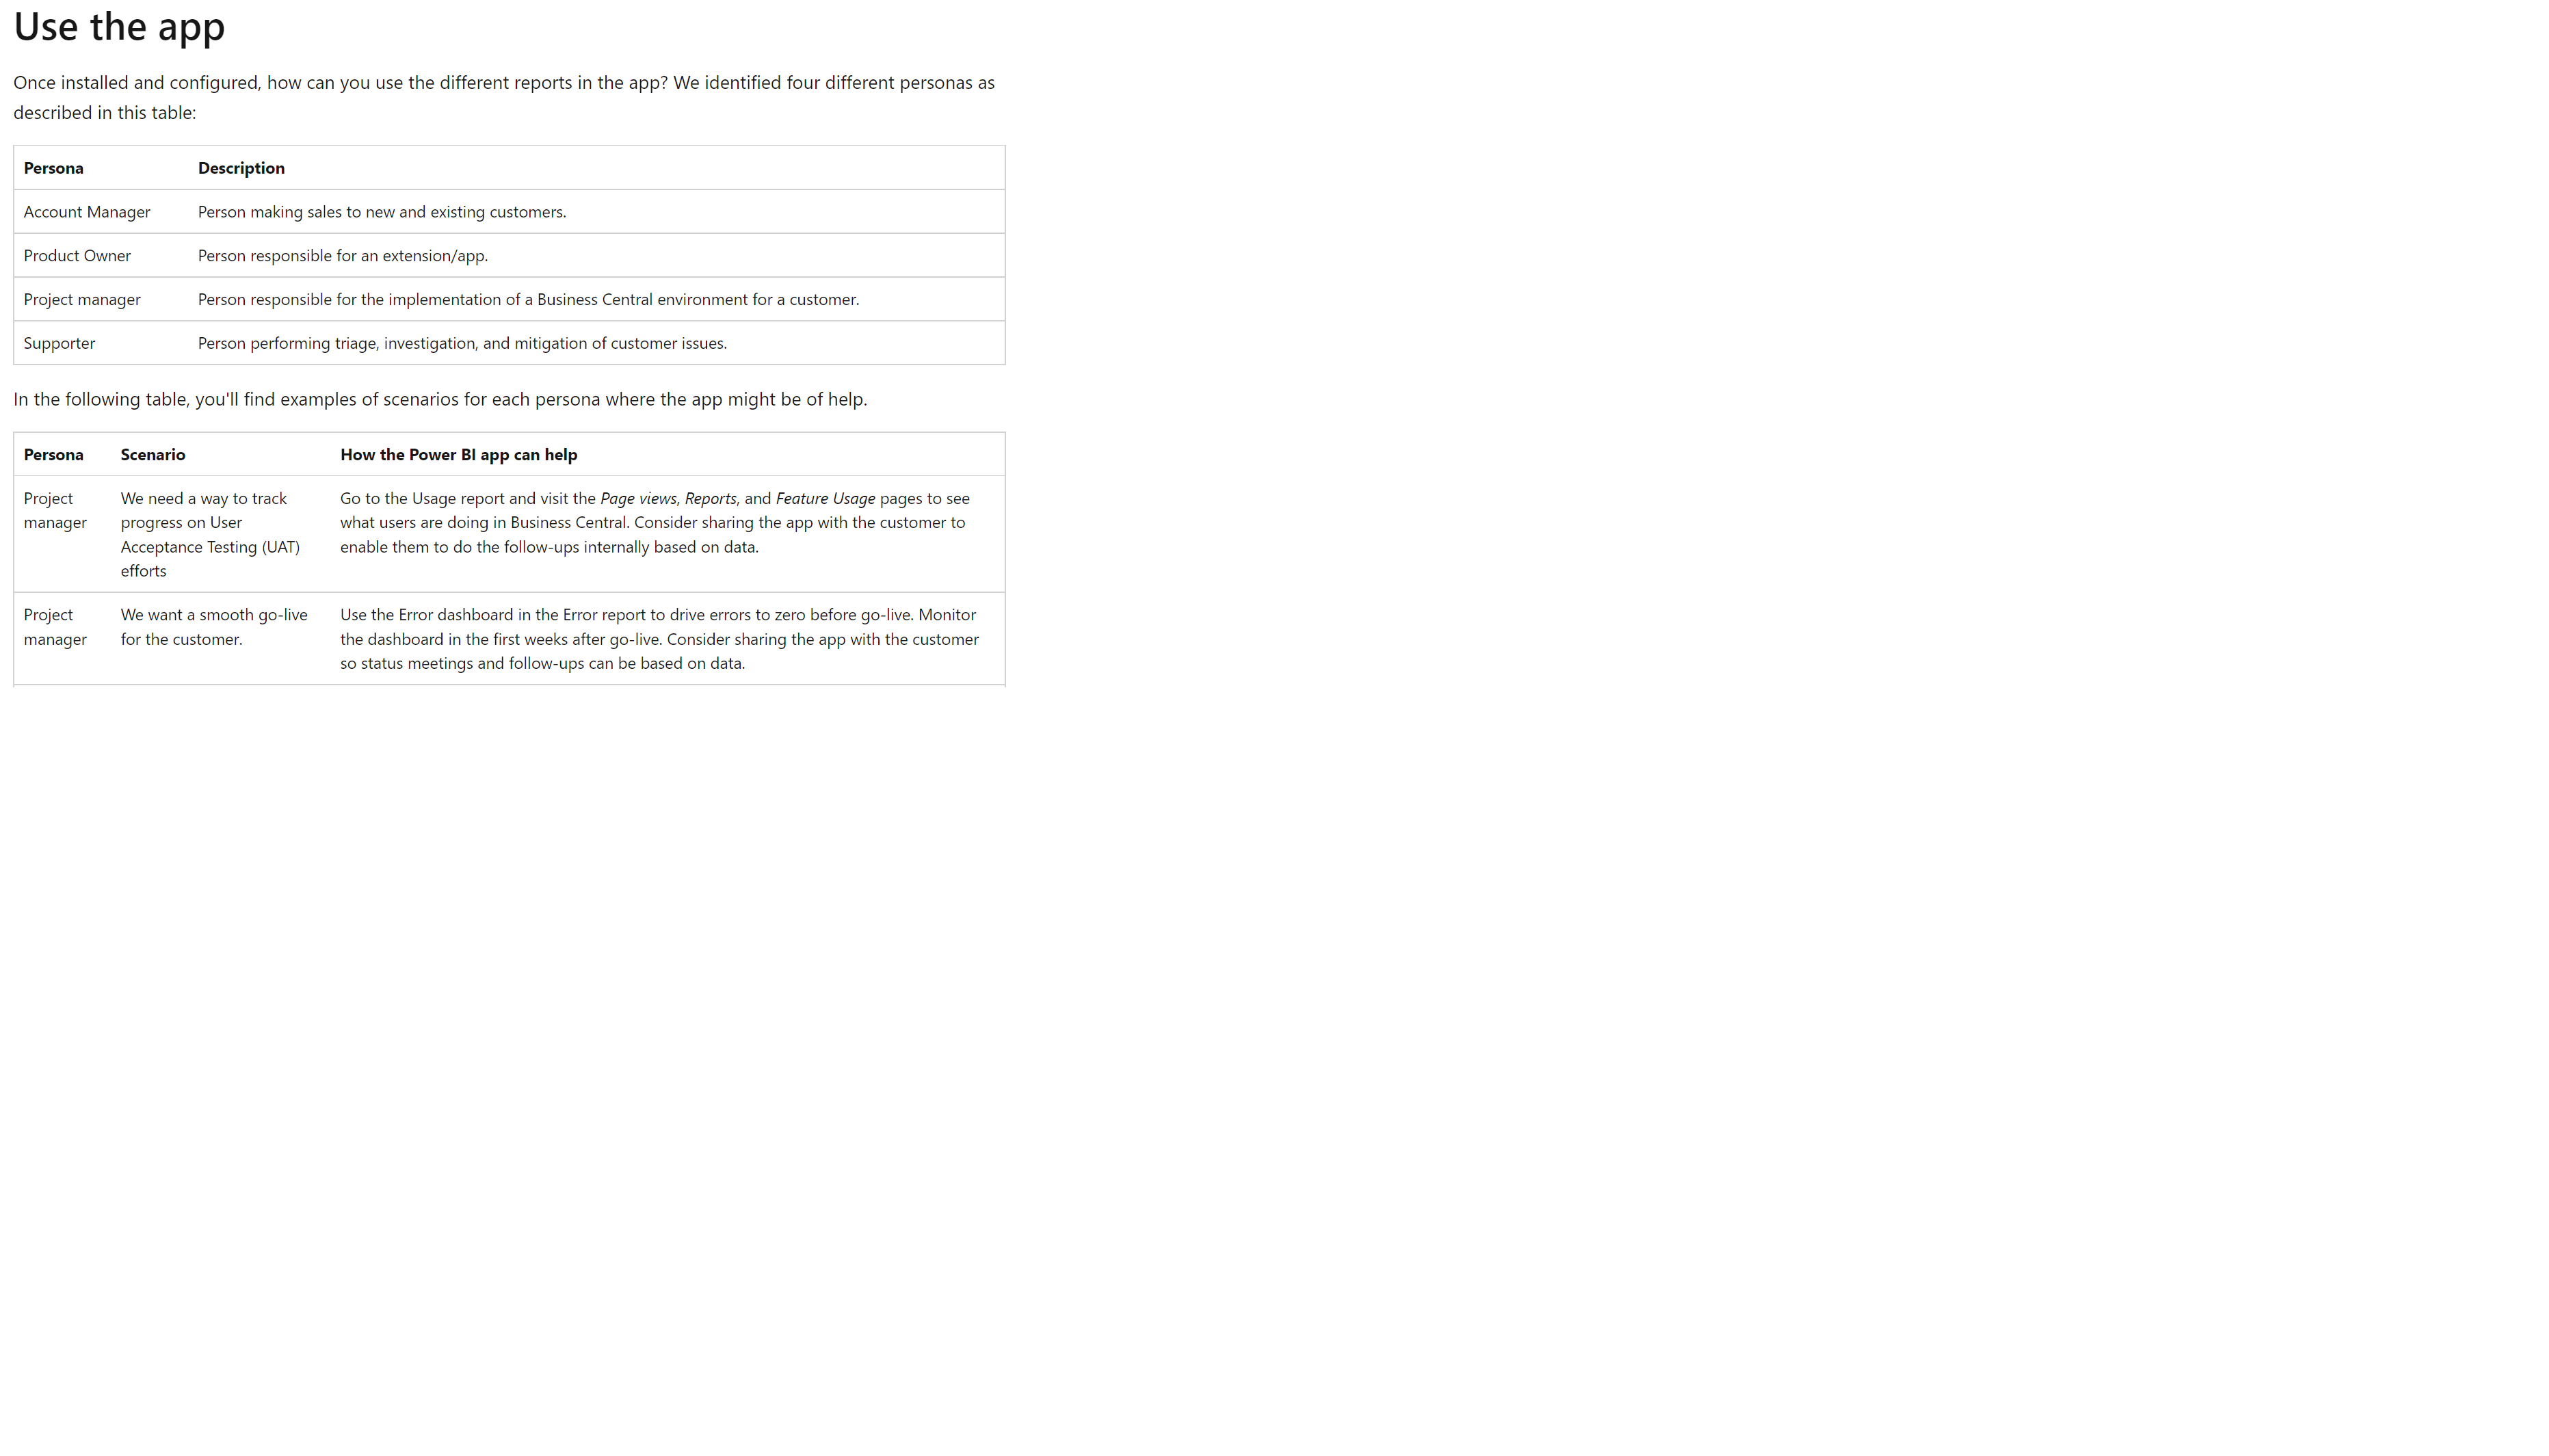 Use the app
Once installed and configured, how can you use the different reports in the app? We identified four different personas as
described in this table:
Persona Description
Account Manager Person making sales to new and existing customers.
Product Owner Person responsible for an extension/app.
Project manager Person responsible for the implementation of a Business Central environment for a customer.
Supporter Person performing triage, investigation, and mitigation of customer issues.
In the following table, you'll find examples of scenarios for each persona where the app might be of help.
Persona Scenario How the Power BI app can help
Project We need a way to track Go to the Usage report and visit the Page views, Reports, and Feature Usage pages to see
manager progress on User what users are doing in Business Central. Consider sharing the app with the customer to
Acceptance Testing (UAT) enable them to do the follow-ups internally based on data.
efforts
Project We want a smooth go-live Use the Error dashboard in the Error report to drive errors to zero before go-live. Monitor
manager for the customer. the dashboard in the first weeks after go-live. Consider sharing the app with the customer
so status meetings and follow-ups can be based on data.